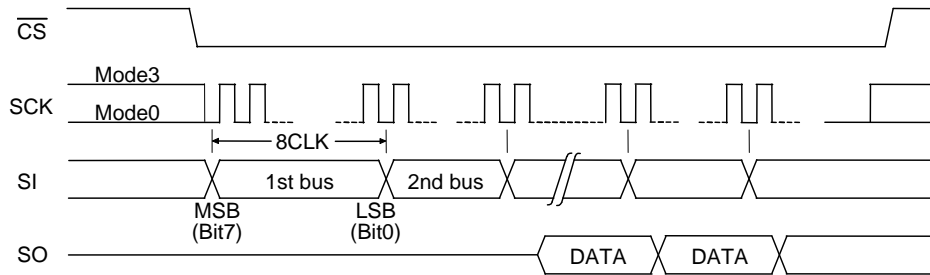 CS
Mode3
SCK
Mode0
8CLK
SI
1st bus
2nd bus
MSB
(Bit7)
LSB
(Bit0)
SO
DATA
DATA